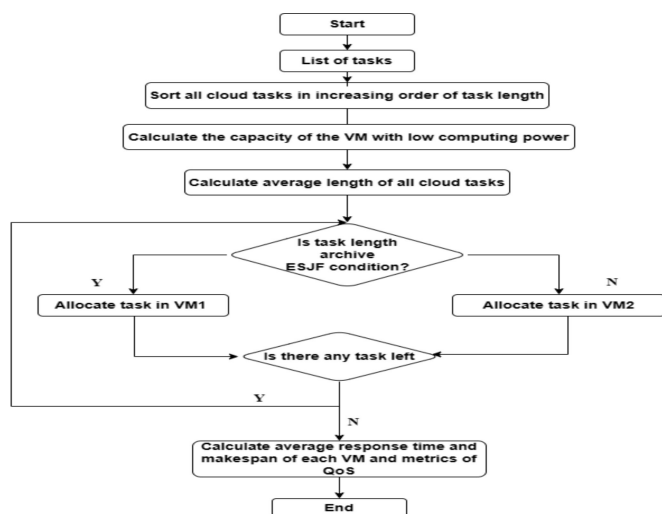 Start
List of tasks
Sort all cloud tasks in increasing order of task length
Calculate the capacity of the VM with low computing power
Calculate average length of all cloud tasks
Is task length
archive
ESJF condition?
Y
N
Allocate task in VM1
Allocate task in VM2
Is there any task left
Y
N
Calculate average response time and
makespan of each VM and metrics of
QoS
End